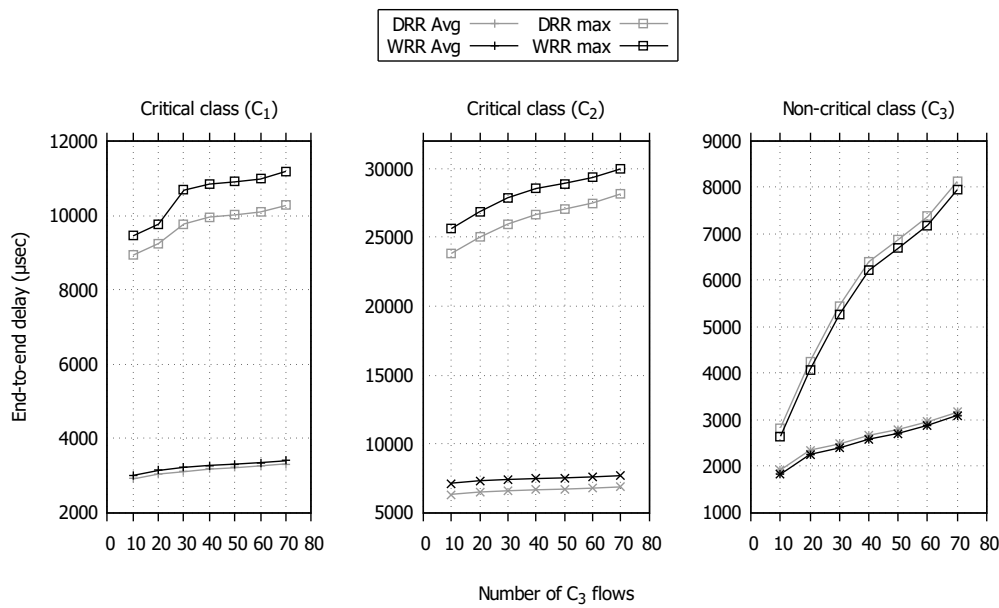 DRR Avg DRR max
WRR Avg WRR max
Critical class (C₁) Critical class (C₂) Non-critical class (C₃)
End-to-end delay (μsec)
12000
10000
8000
6000
4000
2000
0 10 20 30 40 50 60 70 80
30000
25000
20000
15000
10000
5000
0 10 20 30 40 50 60 70 80
9000
8000
7000
6000
5000
4000
3000
2000
1000
0 10 20 30 40 50 60 70 80
Number of C₃ flows